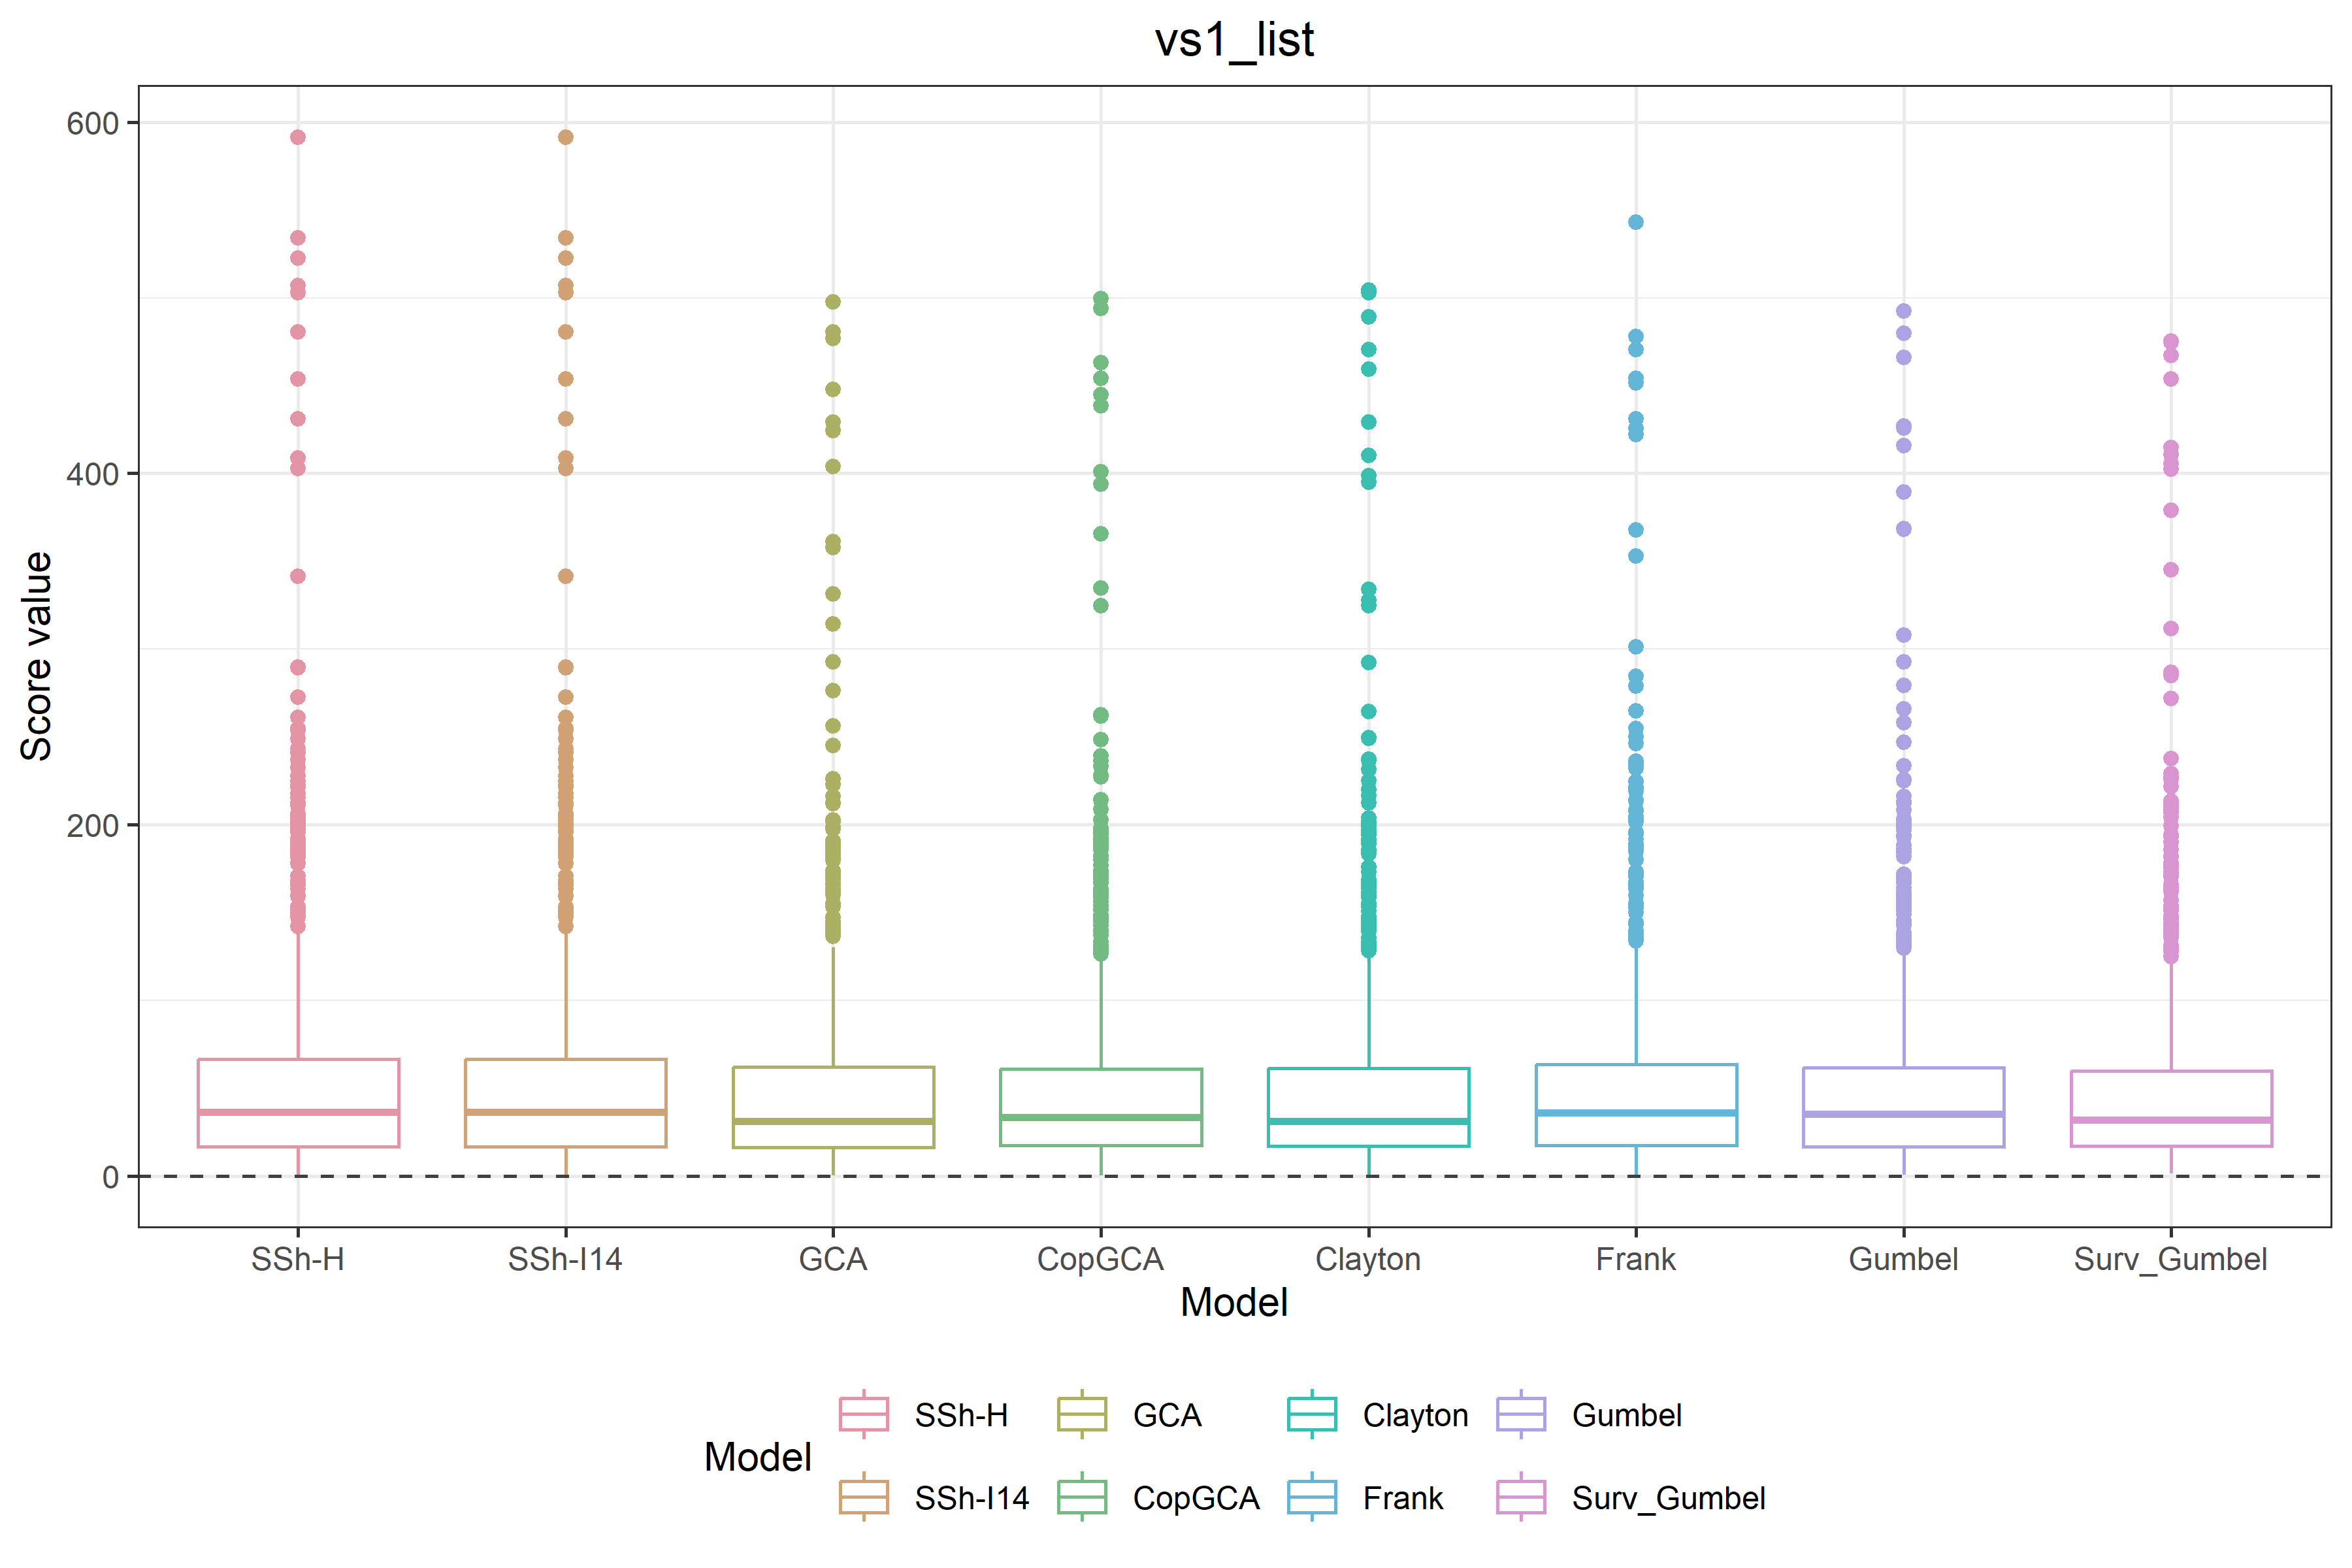 vs1_list
600
400
200
0
Score value
SSh-H SSh-I14 GCA CopGCA Clayton Frank Gumbel Surv_Gumbel
Model
Model
SSh-H GCA Clayton Gumbel
SSh-I14 CopGCA Frank Surv_Gumbel